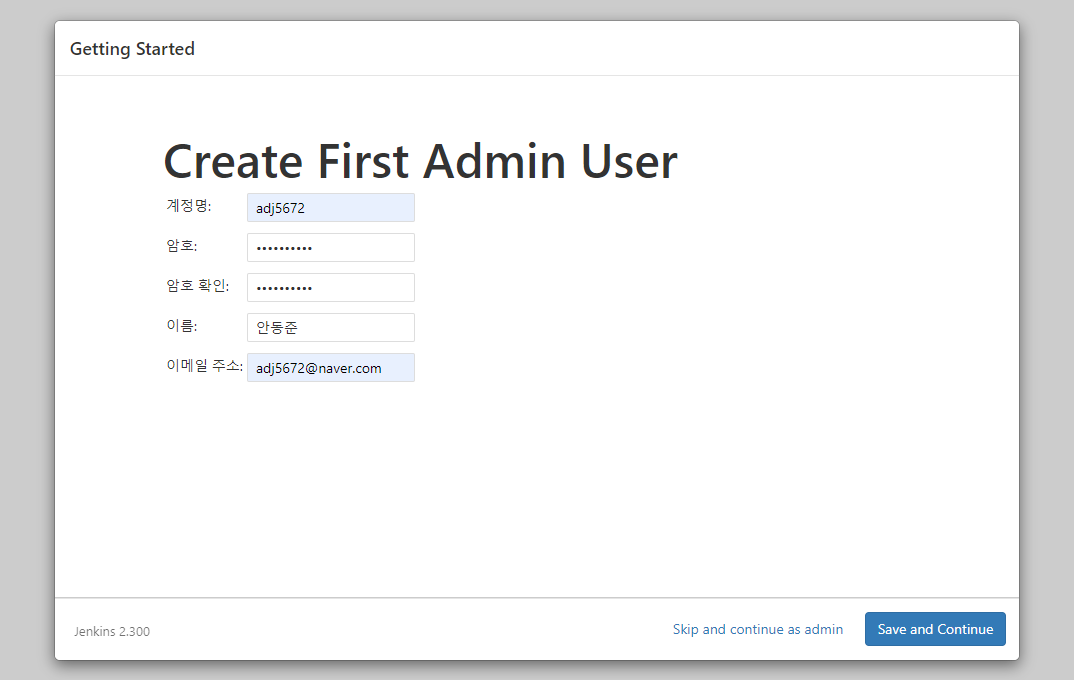 Getting Started
Create First Admin User
계정명: adj5672
암호: ••••••••••
암호 확인: ••••••••••
이름: 안동준
이메일 주소: adj5672@naver.com
Jenkins 2.300 Skip and continue as admin Save and Continue